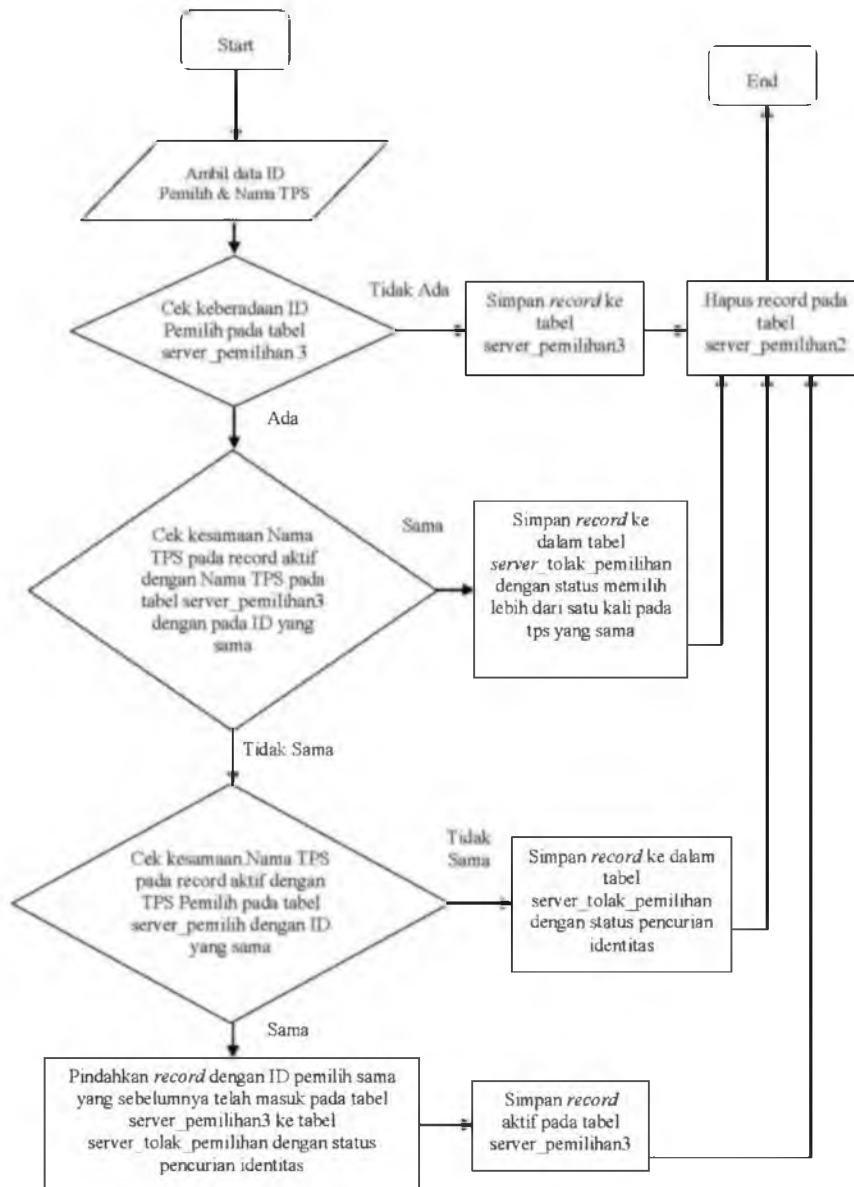 Start
End
Ambil data ID
Pemilih & Nama TPS
Cek keberadaan ID
Pemilih pada tabel
server_pemilihan 3
Tidak Ada
Simpan record ke
tabel
server_pemilihan3
Hapus record pada
tabel
server_pemilihan2
Ada
Cek kesamaan Nama
TPS pada record aktif
dengan Nama TPS pada
tabel server_pemilihan3
dengan pada ID yang
sama
Sama
Simpan record ke
dalam tabel
server_tolak_pemilihan
dengan status memilih
lebih dari satu kali pada
tps yang sama
Tidak Sama
Cek kesamaan Nama TPS
pada record aktif dengan
TPS Pemilih pada tabel
server_pemilih dengan ID
yang sama
Tidak
Sama
Simpan record ke dalam
tabel
server_tolak_pemilihan
dengan status pencurian
identitas
Sama
Pindahkan record dengan ID pemilih sama
yang sebelumnya telah masuk pada tabel
server_pemilihan3 ke tabel
server_tolak_pemilihan dengan status
pencurian identitas
Simpan record
aktif pada tabel
server_pemilihan3